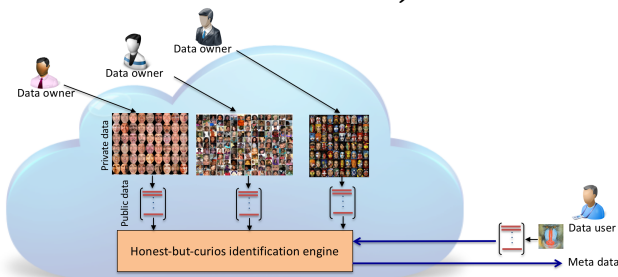 Data owner
Data owner
Data owner
Private data
Public data
Honest-but-curios identification engine
Data user
Meta data